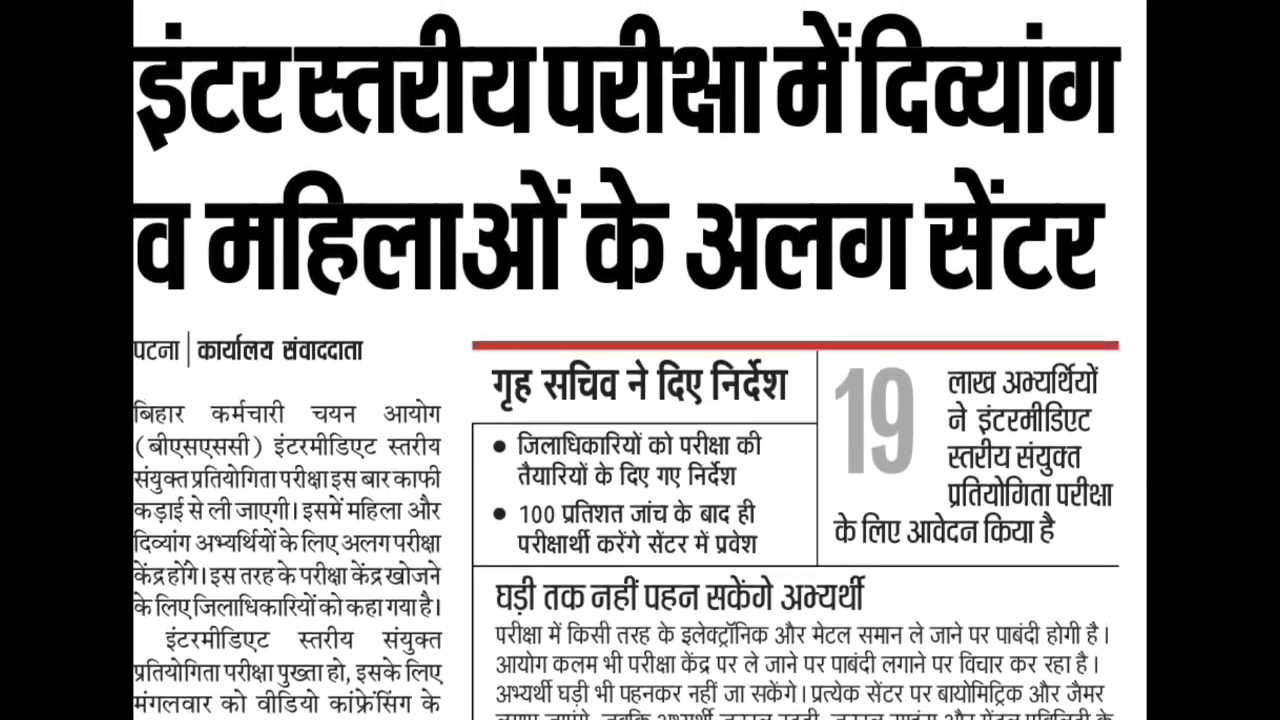 इंटर स्तरीय परीक्षा में दिव्यांग
व महिलाओं के अलग सेंटर
पटना | कार्यालय संवाददाता
बिहार कर्मचारी चयन आयोग
(बीएसएससी) इंटरमीडिएट स्तरीय
संयुक्त प्रतियोगिता परीक्षा इस बार काफी
कड़ाई से ली जाएगी। इसमें महिला और
दिव्यांग अभ्यर्थियों के लिए अलग परीक्षा
केंद्र होंगे। इस तरह के परीक्षा केंद्र खोजने
के लिए जिलाधिकारियों को कहा गया है।
इंटरमीडिएट स्तरीय संयुक्त
प्रतियोगिता परीक्षा पुख्ता हो, इसके लिए
मंगलवार को वीडियो कांफ्रेंसिंग के
गृह सचिव ने दिए निर्देश
● जिलाधिकारियों को परीक्षा की
तैयारियों के दिए गए निर्देश
● 100 प्रतिशत जांच के बाद ही
परीक्षार्थी करेंगे सेंटर में प्रवेश
19 लाख अभ्यर्थियों
ने इंटरमीडिएट
स्तरीय संयुक्त
प्रतियोगिता परीक्षा
के लिए आवेदन किया है
घड़ी तक नहीं पहन सकेंगे अभ्यर्थी
परीक्षा में किसी तरह के इलेक्ट्रॉनिक और मेटल समान ले जाने पर पाबंदी होगी है।
आयोग कलम भी परीक्षा केंद्र पर ले जाने पर पाबंदी लगाने पर विचार कर रहा है।
अभ्यर्थी घड़ी भी पहनकर नहीं जा सकेंगे। प्रत्येक सेंटर पर बायोमिट्रिक और जैमर